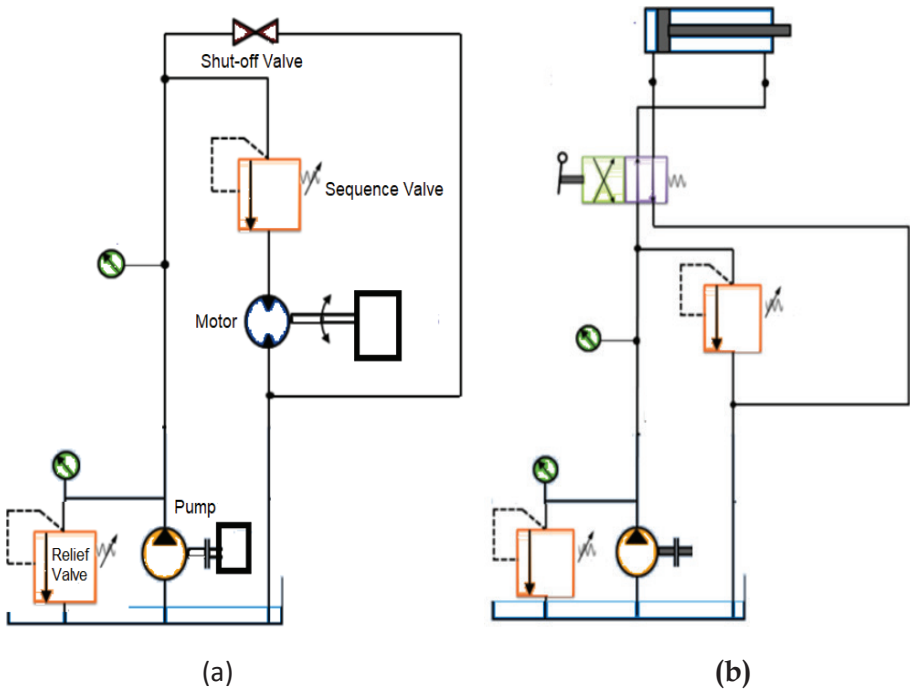 Shut-off Valve
Sequence Valve
Motor
Pump
Relief
Valve
(a)
(b)